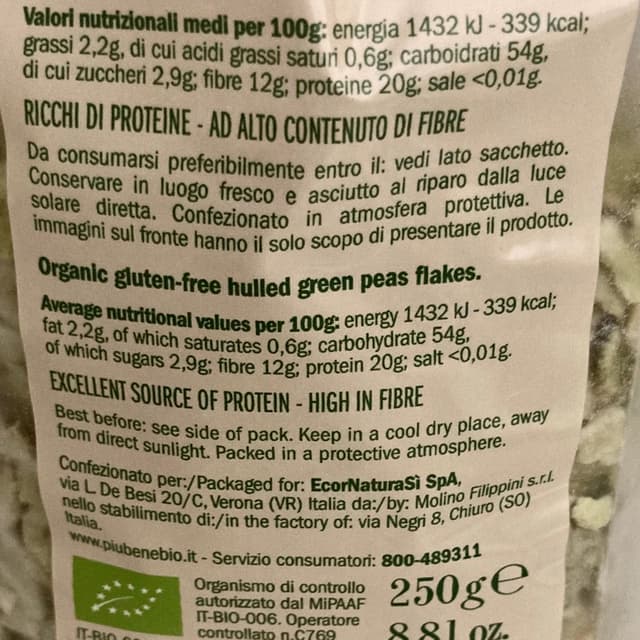 Valori nutrizionali medi per 100g: energia 1432 kJ - 339 kcal;
grassi 2,2g, di cui acidi grassi saturi 0,6g; carboidrati 54g,
di cui zuccheri 2,9g; fibre 12g; proteine 20g; sale <0,01g.
RICCHI DI PROTEINE - AD ALTO CONTENUTO DI FIBRE
Da consumarsi preferibilmente entro il: vedi lato sacchetto.
Conservare in luogo fresco e asciutto al riparo dalla luce
solare diretta. Confezionato in atmosfera protettiva. Le
immagini sul fronte hanno il solo scopo di presentare il prodotto.
Organic gluten-free hulled green peas flakes.
Average nutritional values per 100g: energy 1432 kJ - 339 kcal;
fat 2,2g, of which saturates 0,6g; carbohydrate 54g,
of which sugars 2,9g; fibre 12g; protein 20g; salt <0,01g.
EXCELLENT SOURCE OF PROTEIN - HIGH IN FIBRE
Best before: see side of pack. Keep in a cool dry place, away
from direct sunlight. Packed in a protective atmosphere.
Confezionato per:/Packaged for: EcorNaturaSì SpA,
via L. De Besi 20/C, Verona (VR) Italia da:/by: Molino Filippini s.r.l.
nello stabilimento di:/in the factory of: via Negri 8, Chiuro (SO)
Italia.
www.piubenebio.it - Servizio consumatori: 800-489311
Organismo di controllo
autorizzato dal MiPAAF
IT-BIO-006. Operatore
controllato n.C769
250g e
8.81 oz.
IT-BIO